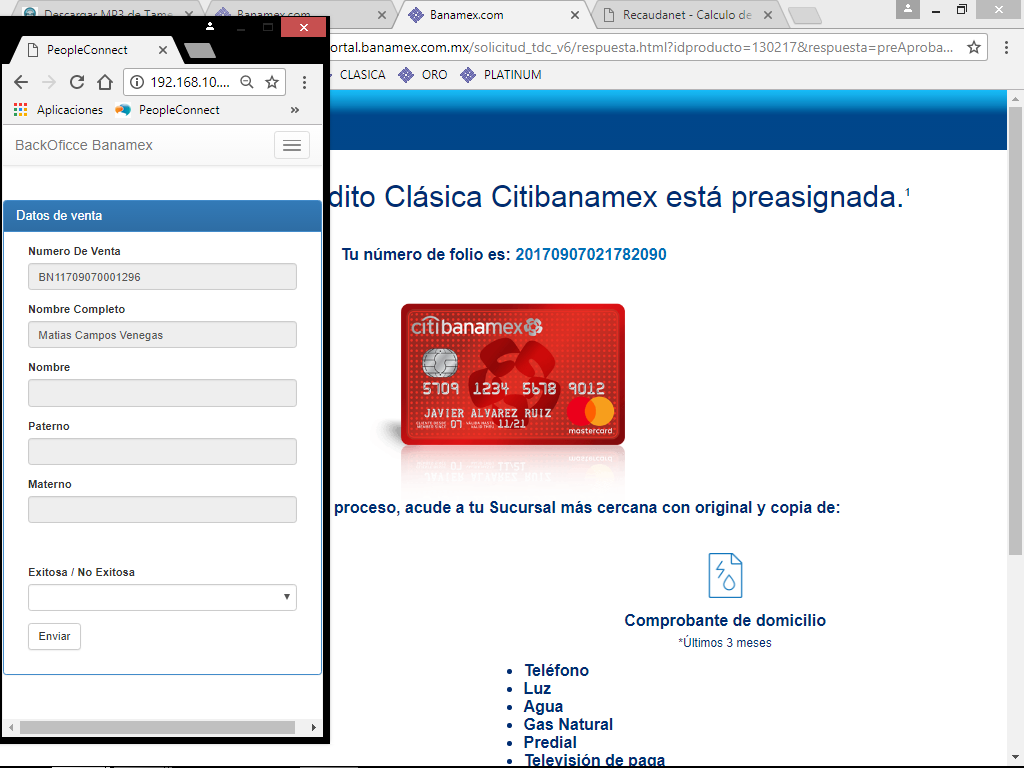 Descargar MP3 de Tame
Banamex.com
Banamex.com
Recaudanet - Calculo de
PeopleConnect
ortal.banamex.com.mx/solicitud_tdc_v6/respuesta.html?idproducto=130217&respuesta=preAproba...
192.168.10....
CLASICA
ORO
PLATINUM
Aplicaciones
PeopleConnect
»
BackOficce Banamex
Datos de venta
Numero De Venta
BN11709070001296
Nombre Completo
Matias Campos Venegas
Nombre
Paterno
Materno
Exitosa / No Exitosa
Enviar
dito Clásica Citibanamex está preasignada.1
Tu número de folio es: 20170907021782090
citibanamex
5709 1234 5678 9012
JAVIER ALVAREZ RUIZ
07
11/21
mastercard
proceso, acude a tu Sucursal más cercana con original y copia de:
Comprobante de domicilio
*Últimos 3 meses
Teléfono
Luz
Agua
Gas Natural
Predial
Televisión de paga